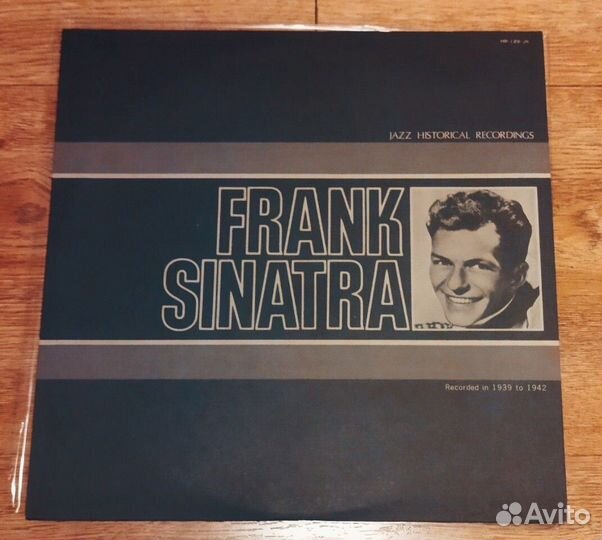 JAZZ HISTORICAL RECORDINGS
FRANK
SINATRA
Recorded in 1939 to 1942
Avito